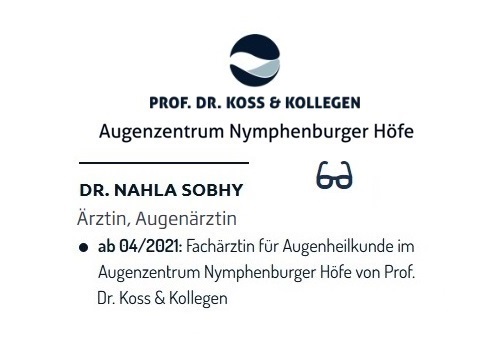 PROF. DR. KOSS & KOLLEGEN
Augenzentrum Nymphenburger Höfe
DR. NAHLA SOBHY
Ärztin, Augenärztin
ab 04/2021: Fachärztin für Augenheilkunde im
Augenzentrum Nymphenburger Höfe von Prof.
Dr. Koss & Kollegen